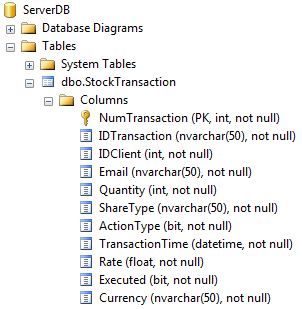 ServerDB
Database Diagrams
Tables
System Tables
dbo.StockTransaction
Columns
NumTransaction (PK, int, not null)
IDTransaction (nvarchar(50), not null)
IDClient (int, not null)
Email (nvarchar(50), not null)
Quantity (int, not null)
ShareType (nvarchar(50), not null)
ActionType (bit, not null)
TransactionTime (datetime, not null)
Rate (float, not null)
Executed (bit, not null)
Currency (nvarchar(50), not null)